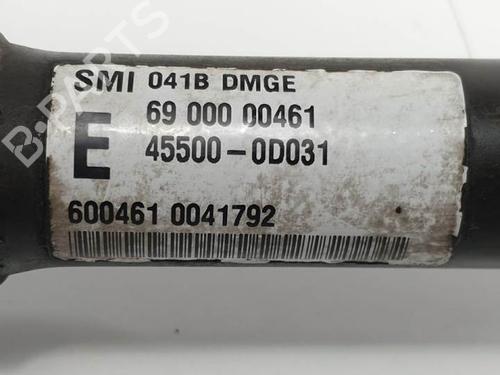 SMI 041B DMGE
E
69 000 00461
45500-0D031
600461 0041792
B-PARTS